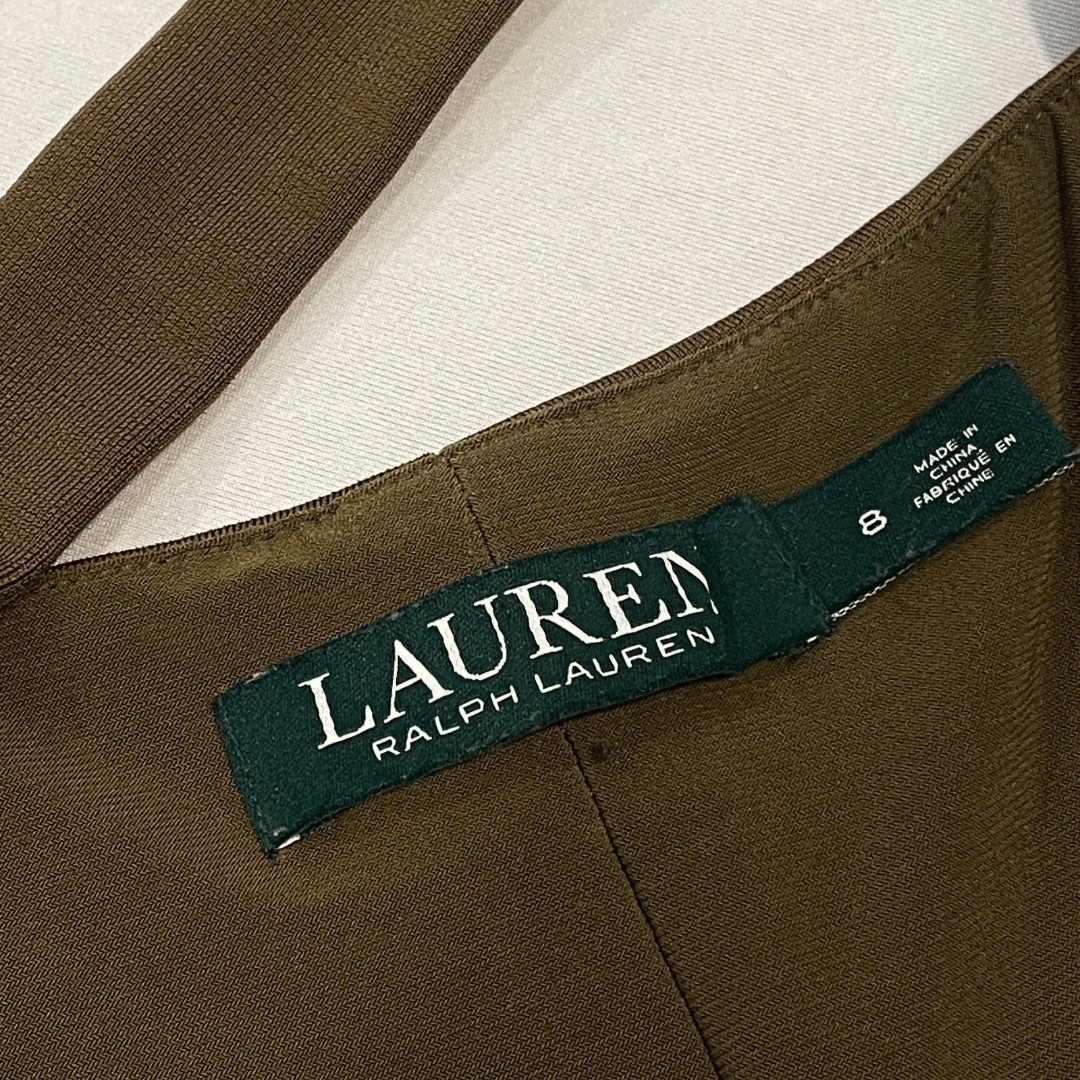 LAUREN
RALPH LAUREN
8
MADE IN
CHINA
FABRIQUÉ EN
CHINE